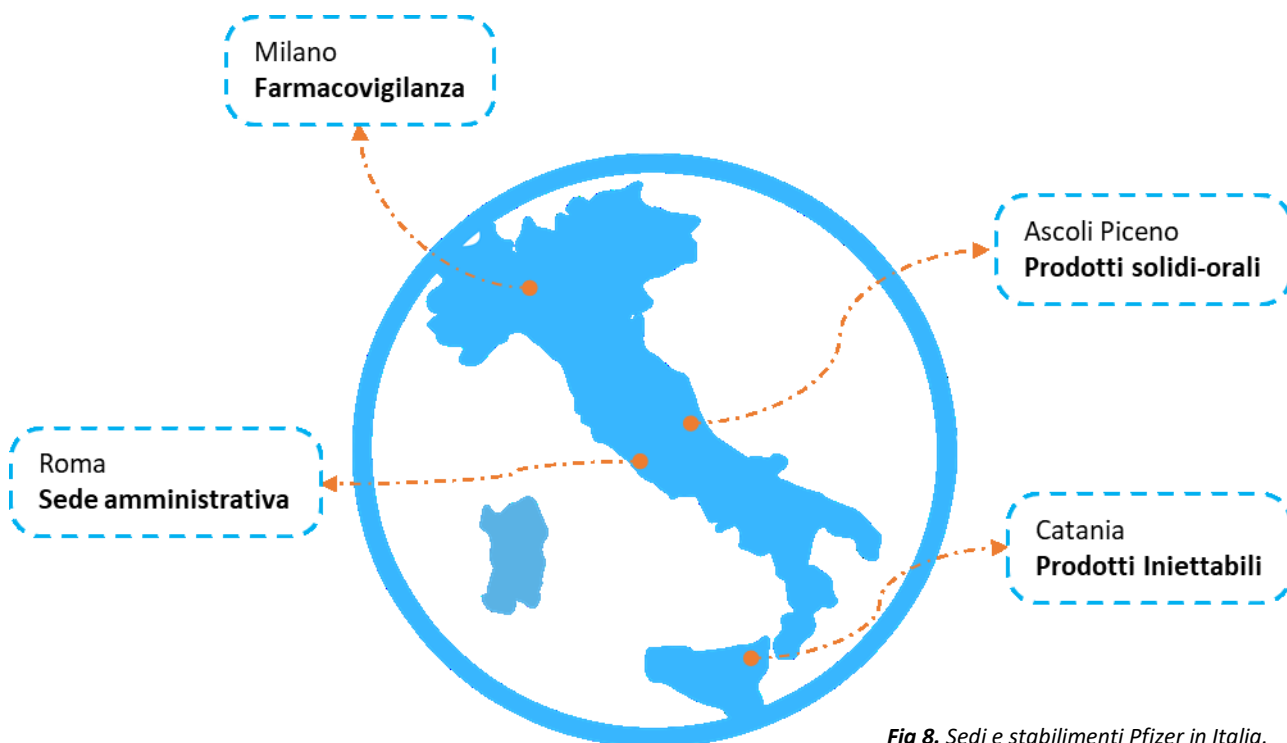 Milano
Farmacovigilanza
Ascoli Piceno
Prodotti solidi-orali
Roma
Sede amministrativa
Catania
Prodotti Iniettabili
Fig 8. Sedi e stabilimenti Pfizer in Italia.